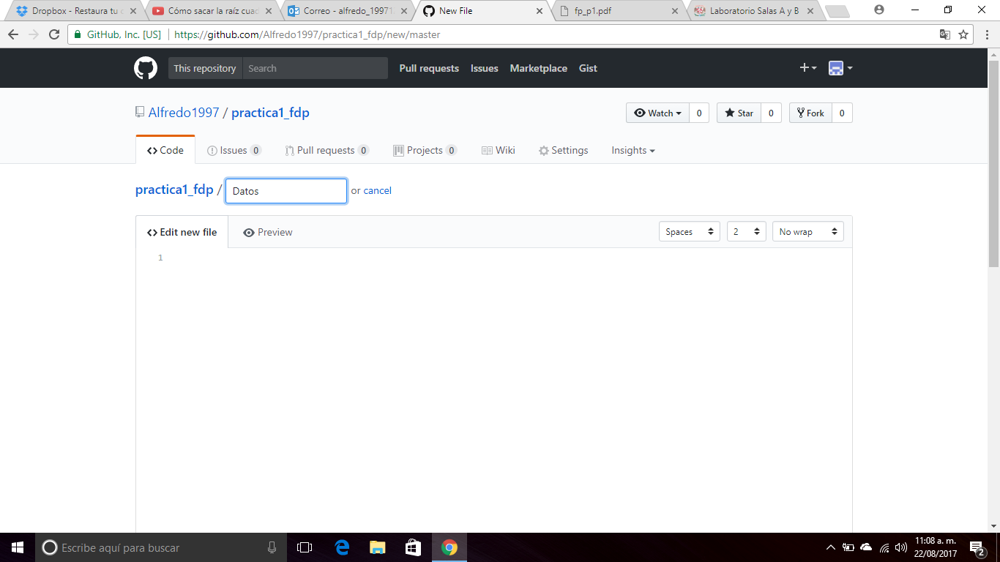 Dropbox - Restaura tu c
Cómo sacar la raíz cuad
Correo - alfredo_19971
New File
fp_p1.pdf
Laboratorio Salas A y B
GitHub, Inc. [US] https://github.com/Alfredo1997/practica1_fdp/new/master
This repository Search Pull requests Issues Marketplace Gist
Alfredo1997 / practica1_fdp
Watch 0 Star 0 Fork 0
Code Issues 0 Pull requests 0 Projects 0 Wiki Settings Insights
practica1_fdp / Datos or cancel
Edit new file Preview Spaces 2 No wrap
1
Escribe aquí para buscar
11:08 a. m.
22/08/2017
2